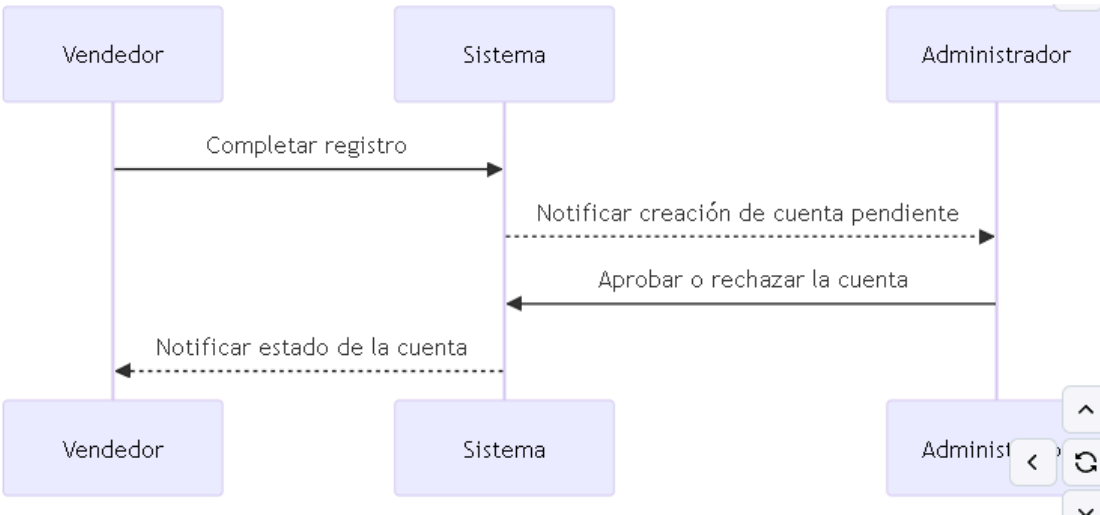 Vendedor
Sistema
Administrador
Completar registro
Notificar creación de cuenta pendiente
Aprobar o rechazar la cuenta
Notificar estado de la cuenta
Vendedor
Sistema